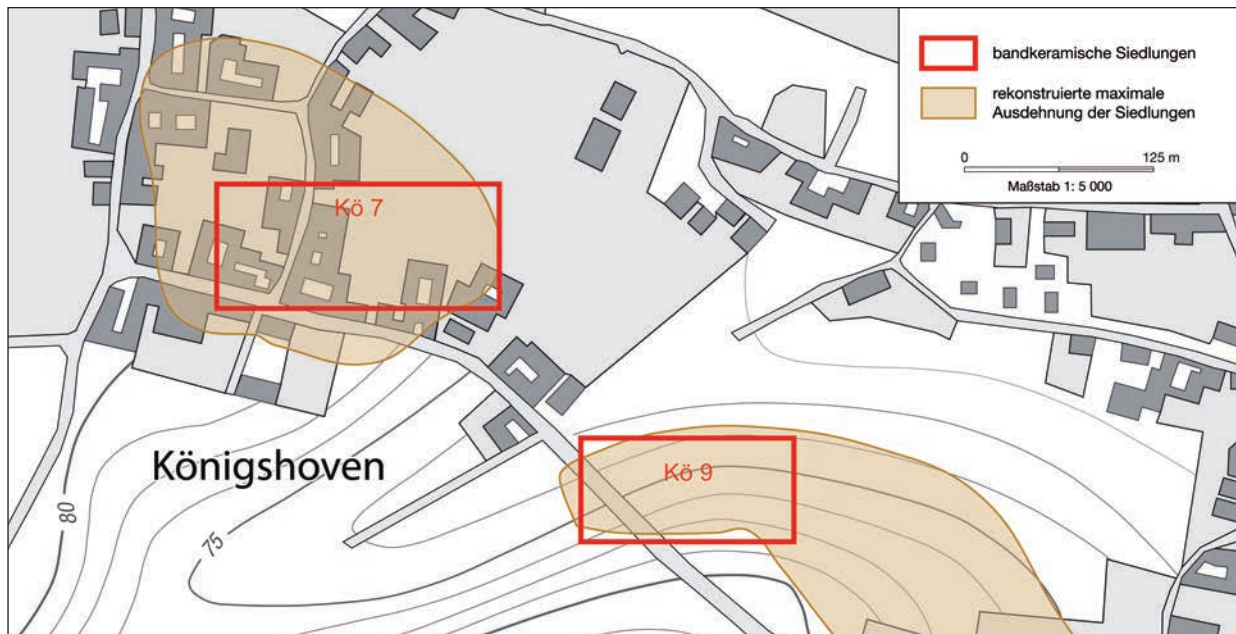 bandkeramische Siedlungen
rekonstruierte maximale
Ausdehnung der Siedlungen
0 125 m
Maßstab 1: 5 000
Kö 7
Königshoven
Kö 9
80
75